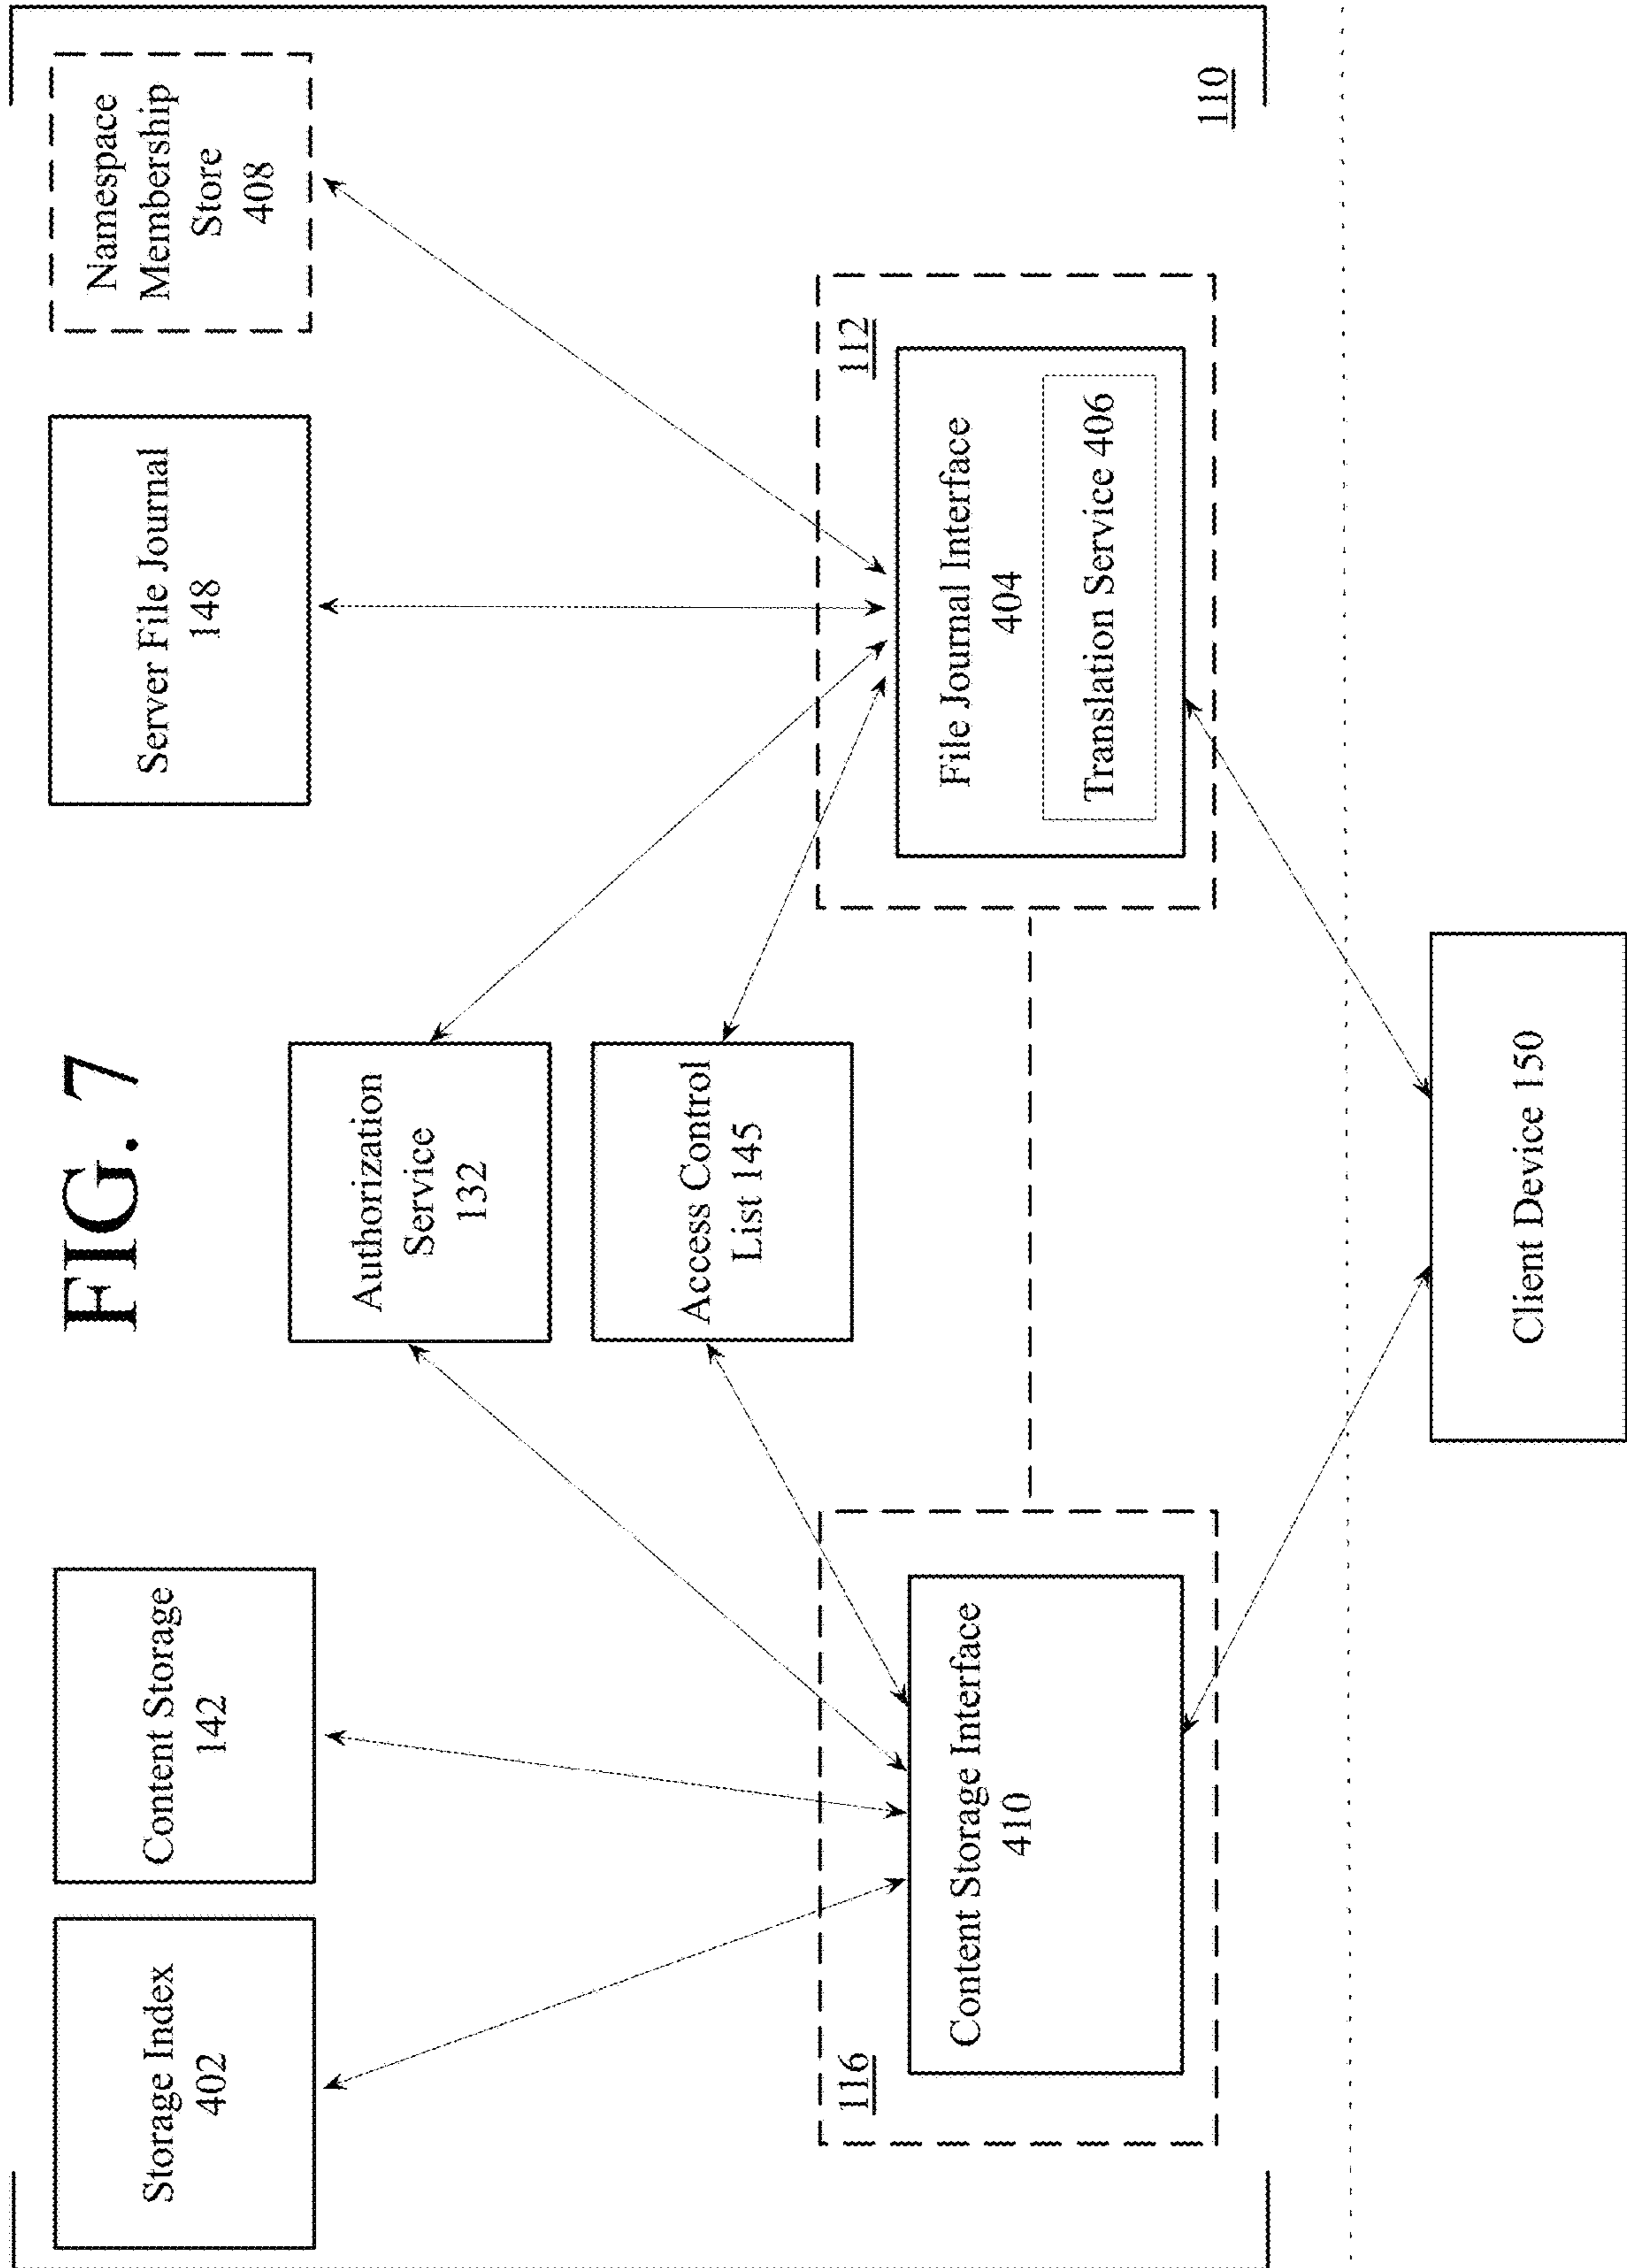 FIG. 7
Storage Index
402
Content Storage
142
Authorization
Service
132
Access Control
List 145
Server File Journal
148
Namespace
Membership
Store
408
116
Content Storage Interface
410
112
File Journal Interface
404
Translation Service 406
110
Client Device 150